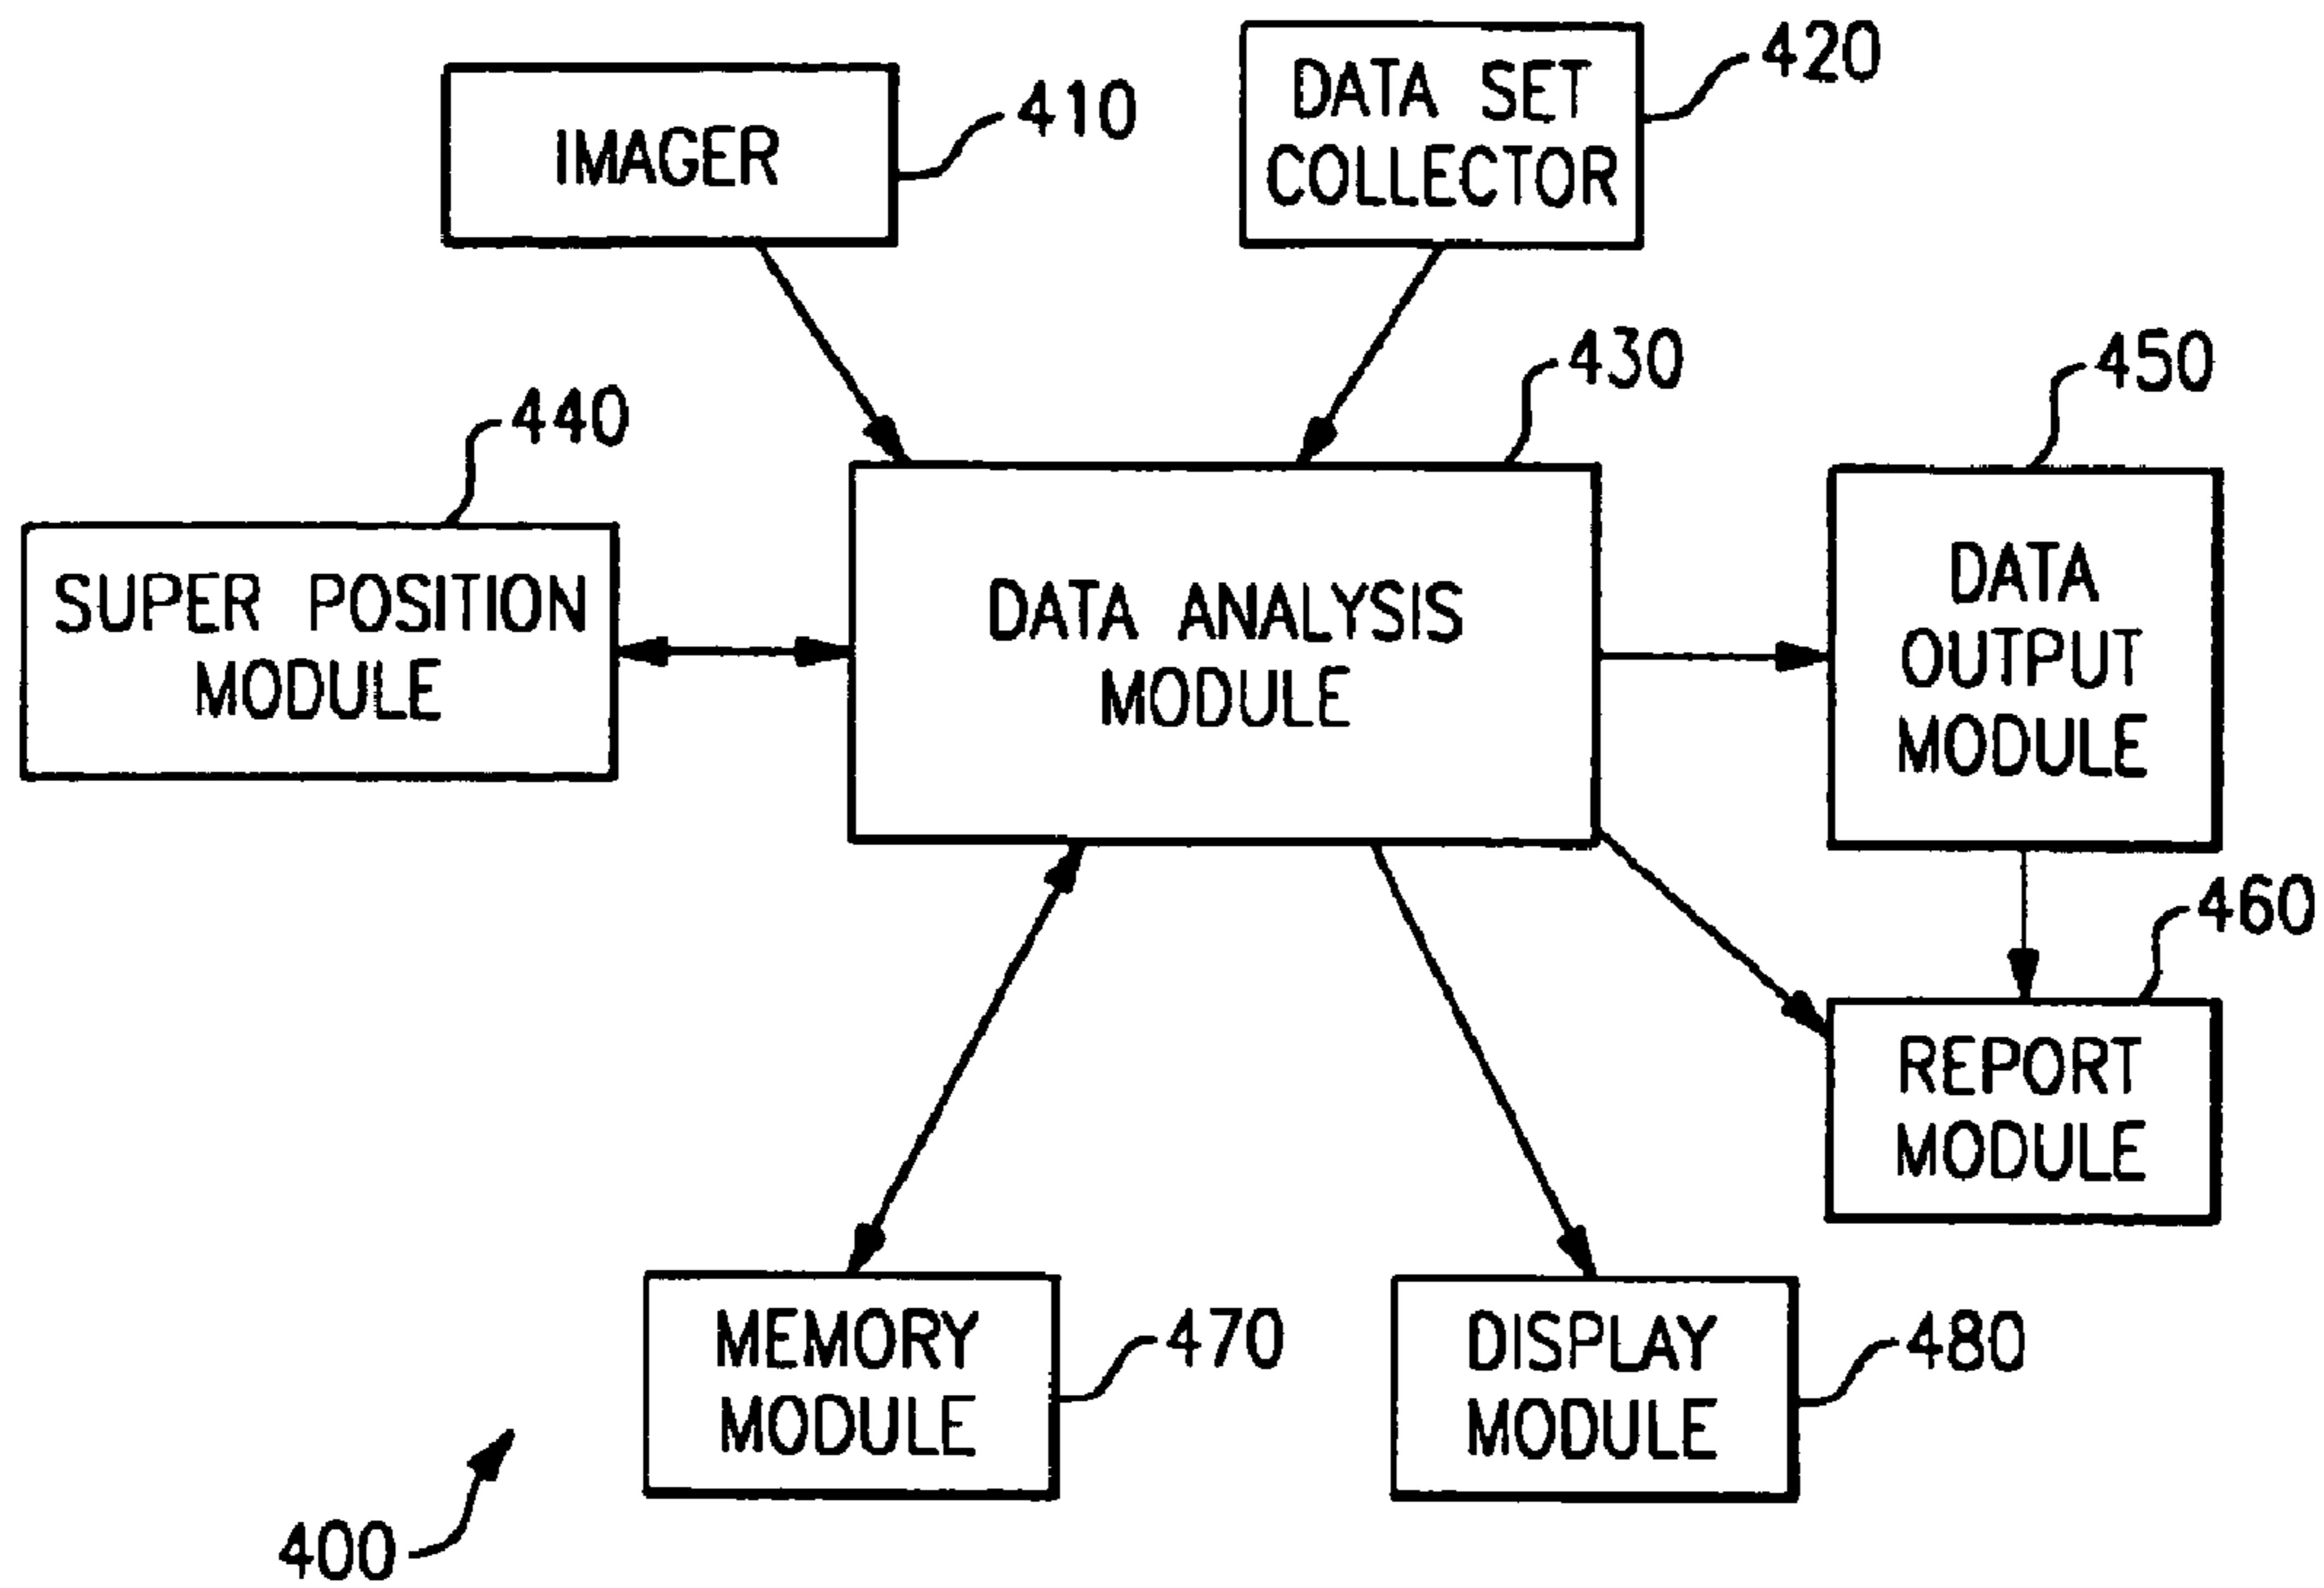 IMAGER
410
DATA SET
COLLECTOR
420
430
440
450
SUPER POSITION
MODULE
DATA ANALYSIS
MODULE
DATA
OUTPUT
MODULE
460
REPORT
MODULE
MEMORY
MODULE
470
DISPLAY
MODULE
480
400